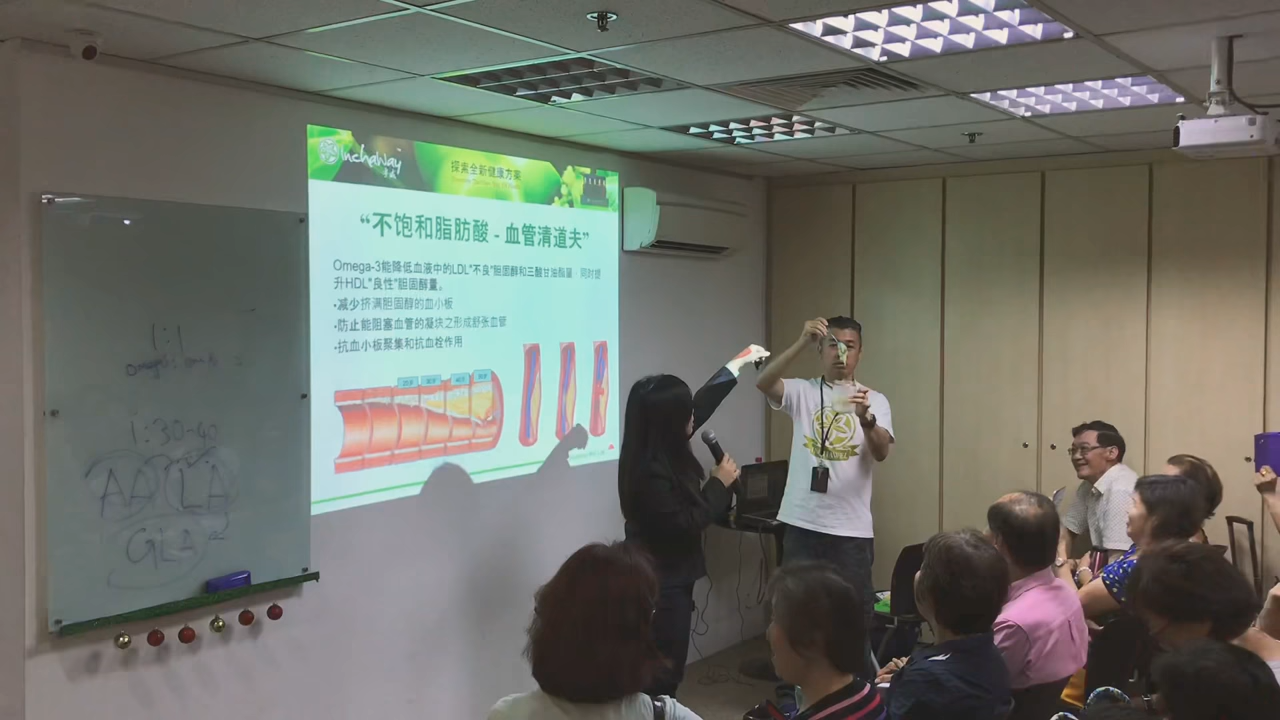 InchaWay
探索全新健康方案
“不饱和脂肪酸 - 血管清道夫”
Omega-3能降低血液中的LDL"不良"胆固醇和三酸甘油酯量，同时提
升HDL"良性"胆固醇量。
•减少挤满胆固醇的血小板
•防止能阻塞血管的凝块之形成舒张血管
•抗血小板聚集和抗血栓作用
1:1
1:30-40
AA LA
GLA